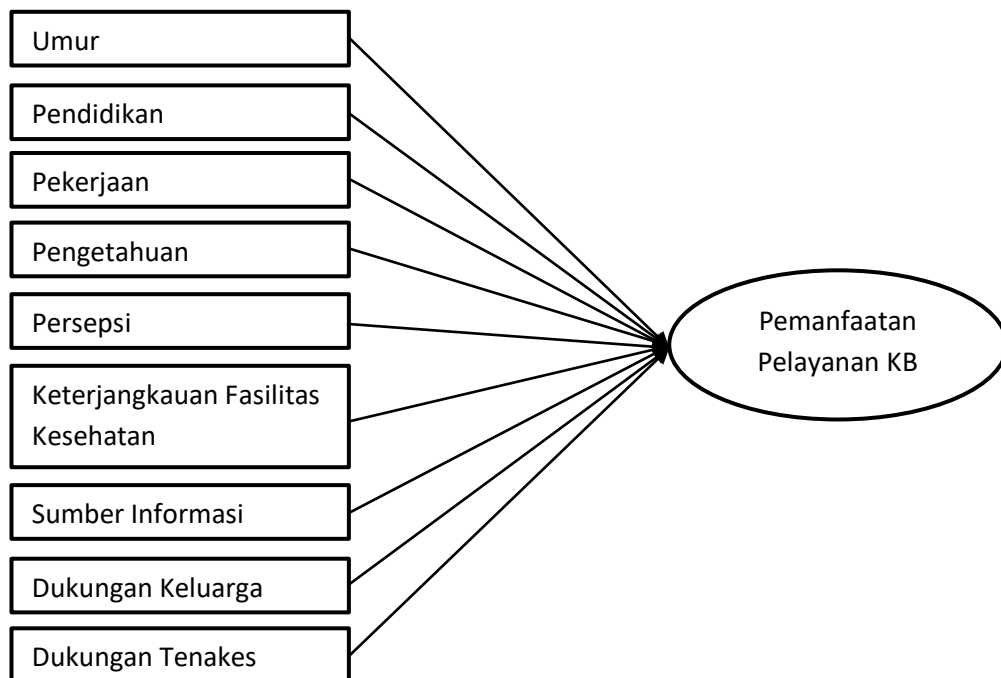 Umur
Pendidikan
Pekerjaan
Pengetahuan
Persepsi
Keterjangkauan Fasilitas
Kesehatan
Sumber Informasi
Dukungan Keluarga
Dukungan Tenakes
Pemanfaatan
Pelayanan KB